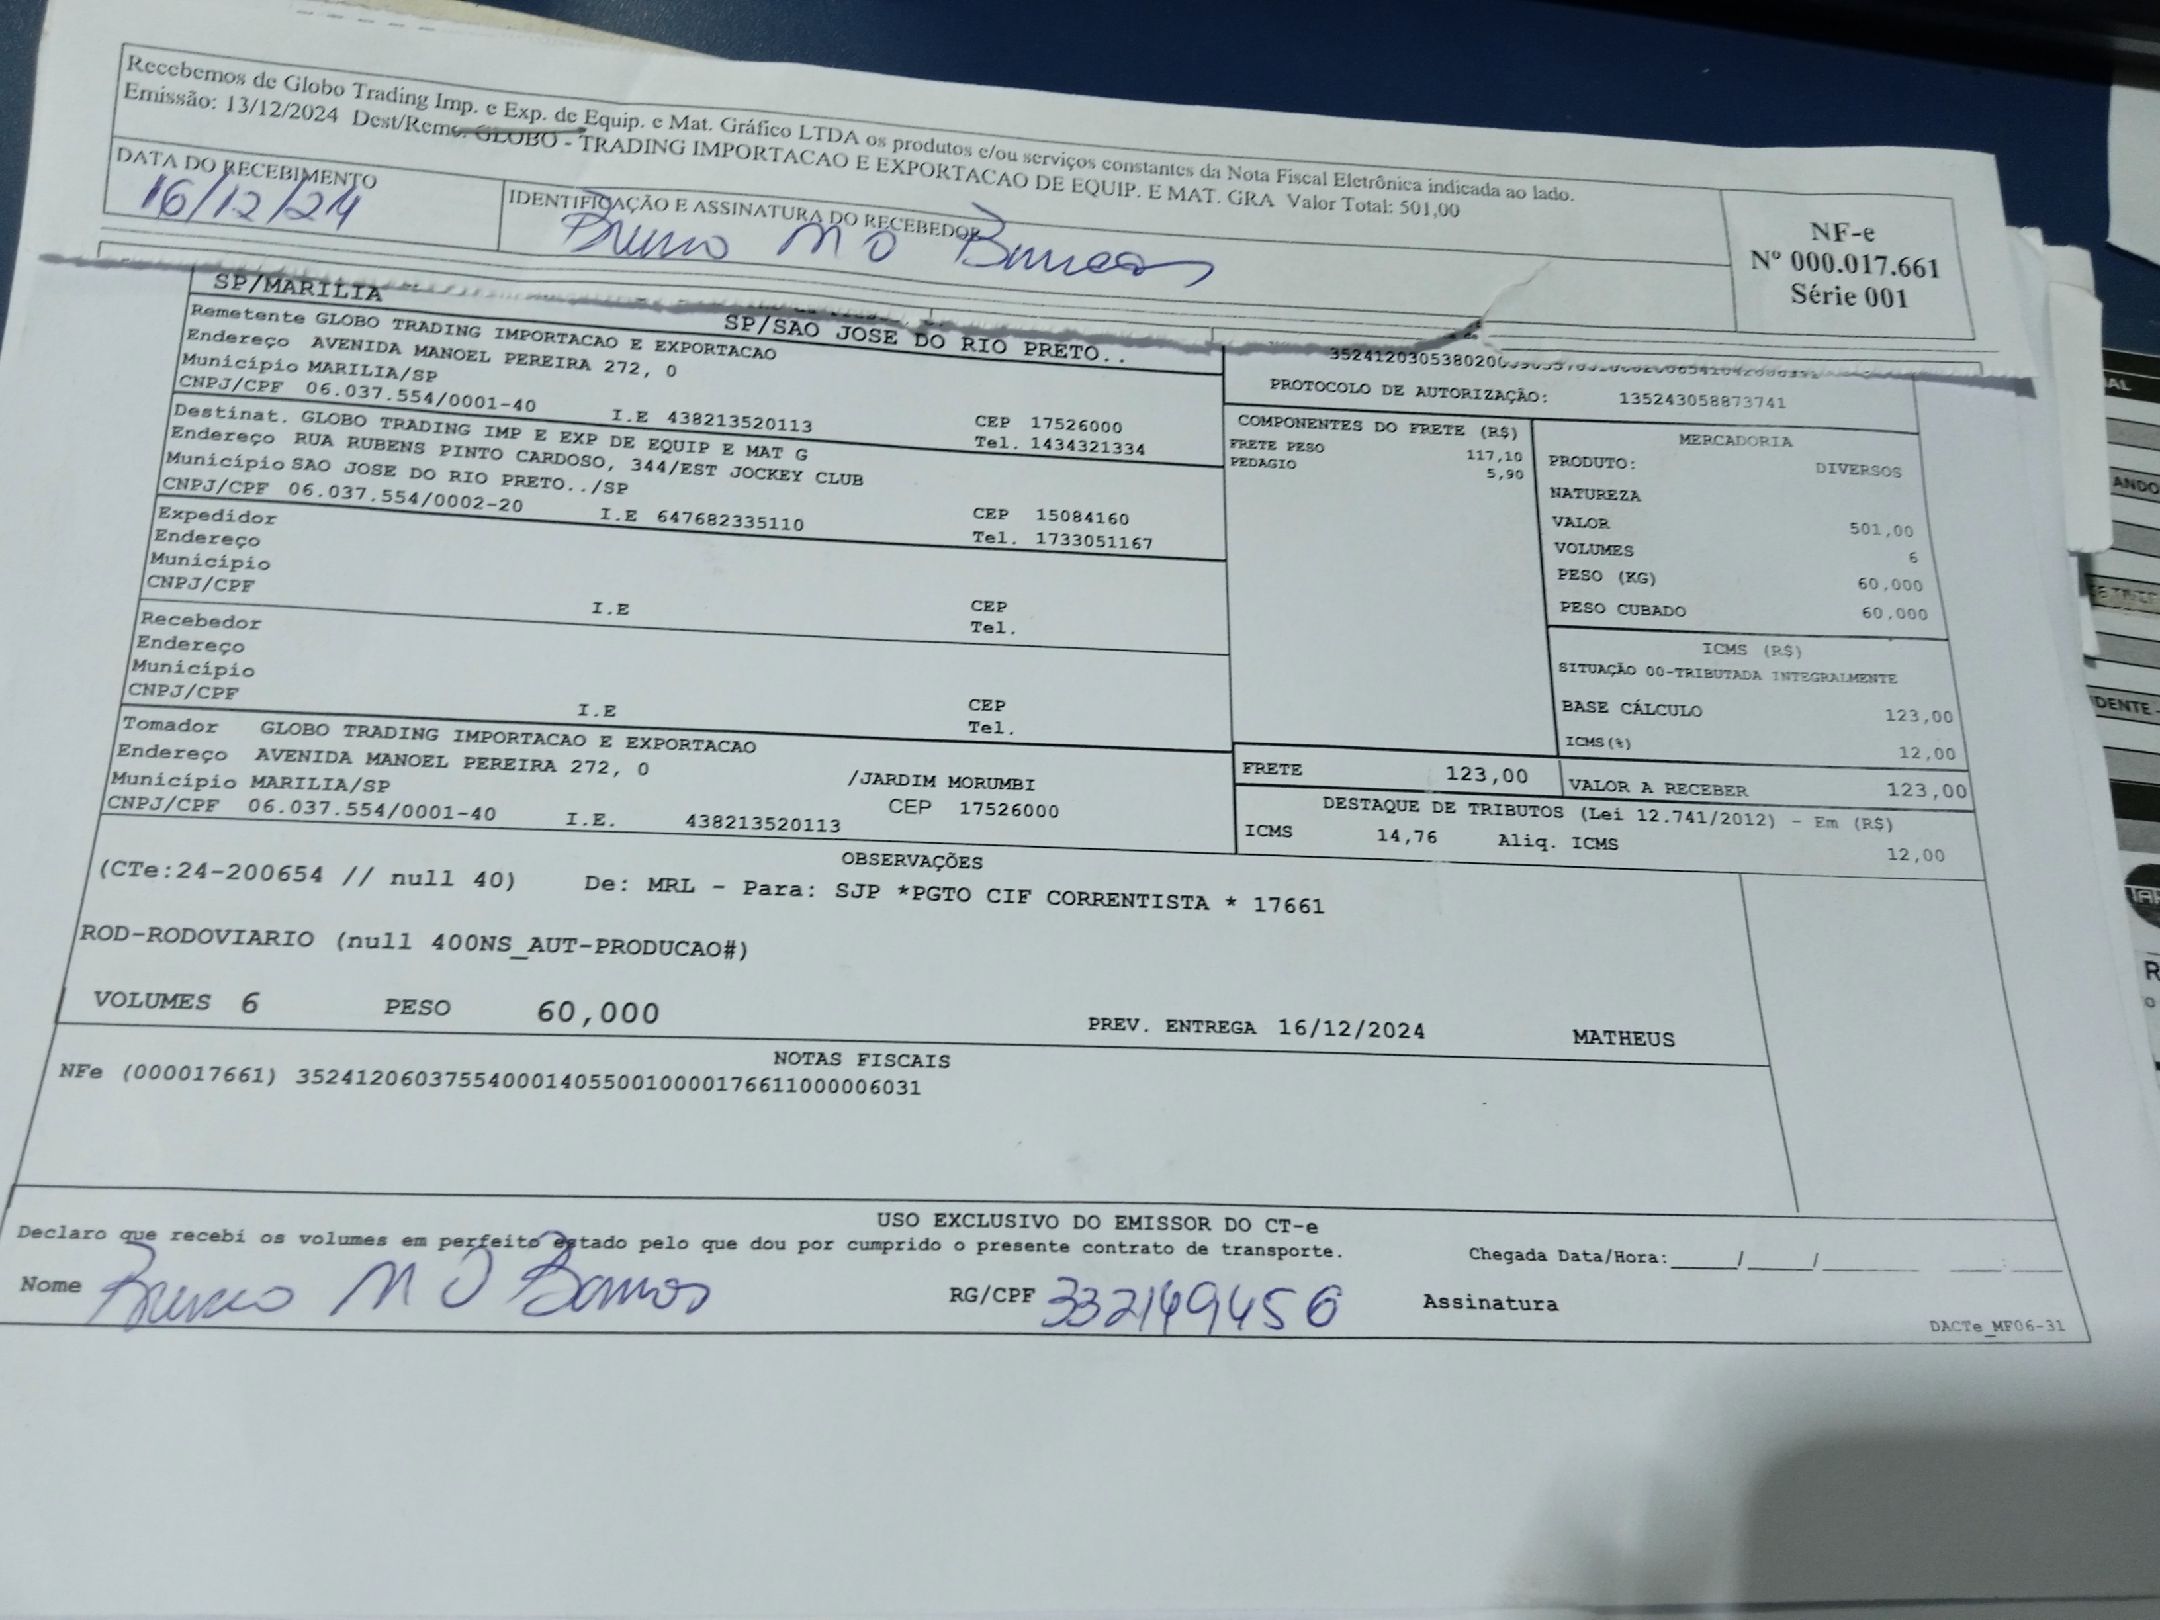 Recebemos de Globo Trading Imp. e Exp. de Equip. e Mat. Gráfico LTDA os produtos e/ou serviços constantes da Nota Fiscal Eletrônica indicada ao lado.
Emissão: 13/12/2024 Dest/Reme. GLOBO - TRADING IMPORTACAO E EXPORTACAO DE EQUIP. E MAT. GRA Valor Total: 501,00
DATA DO RECEBIMENTO
16/12/24
IDENTIFICAÇÃO E ASSINATURA DO RECEBEDOR
Bruno M O
NF-e
Nº 000.017.661
Série 001
SP/MARILIA
SP/SAO JOSE DO RIO PRETO..
Remetente GLOBO TRADING IMPORTACAO E EXPORTACAO
Endereço AVENIDA MANOEL PEREIRA 272, 0
Município MARILIA/SP
CEP 17526000
CNPJ/CPF 06.037.554/0001-40 I.E 438213520113 Tel. 1434321334
Destinat. GLOBO TRADING IMP E EXP DE EQUIP E MAT G
Endereço RUA RUBENS PINTO CARDOSO, 344/EST JOCKEY CLUB
Município SAO JOSE DO RIO PRETO../SP CEP 15084160
CNPJ/CPF 06.037.554/0002-20 I.E 647682335110 Tel. 1733051167
Expedidor
Endereço
Município CEP
CNPJ/CPF I.E Tel.
Recebedor
Endereço
Município CEP
CNPJ/CPF I.E Tel.
Tomador GLOBO TRADING IMPORTACAO E EXPORTACAO
Endereço AVENIDA MANOEL PEREIRA 272, 0 /JARDIM MORUMBI
Município MARILIA/SP CEP 17526000
CNPJ/CPF 06.037.554/0001-40 I.E. 438213520113
PROTOCOLO DE AUTORIZAÇÃO: 135243058873741
COMPONENTES DO FRETE (R$)
FRETE PESO 117,10
PEDAGIO 5,90
MERCADORIA
PRODUTO: DIVERSOS
NATUREZA
VALOR 501,00
VOLUMES 6
PESO (KG) 60,000
PESO CUBADO 60,000
ICMS (R$)
SITUAÇÃO 00-TRIBUTADA INTEGRALMENTE
BASE CÁLCULO 123,00
ICMS(%) 12,00
FRETE 123,00 VALOR A RECEBER 123,00
DESTAQUE DE TRIBUTOS (Lei 12.741/2012) - Em (R$)
ICMS 14,76 Aliq. ICMS 12,00
OBSERVAÇÕES
(CTe:24-200654 // null 40) De: MRL - Para: SJP *PGTO CIF CORRENTISTA * 17661
ROD-RODOVIARIO (null 400NS_AUT-PRODUCAO#)
VOLUMES 6 PESO 60,000 PREV. ENTREGA 16/12/2024 MATHEUS
NOTAS FISCAIS
NFe (000017661) 35241206037554000140550010000176611000006031
USO EXCLUSIVO DO EMISSOR DO CT-e
Declaro que recebi os volumes em perfeito estado pelo que dou por cumprido o presente contrato de transporte.
Chegada Data/Hora:_____/_____/_______ ____:____
Nome Bruno M O Barros RG/CPF 332149456 Assinatura
DACTe_MF06-31